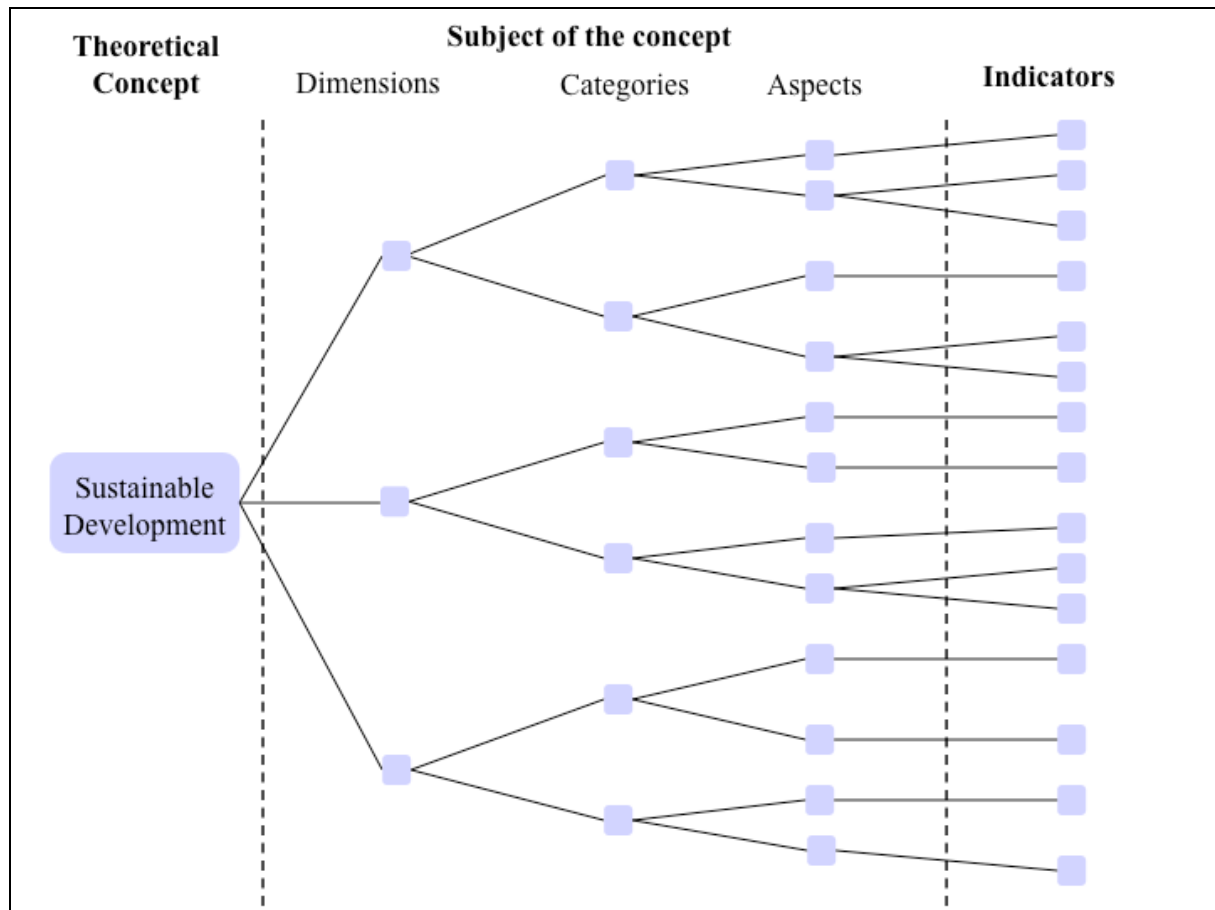 Theoretical
Concept
Subject of the concept
Dimensions
Categories
Aspects
Indicators
Sustainable
Development